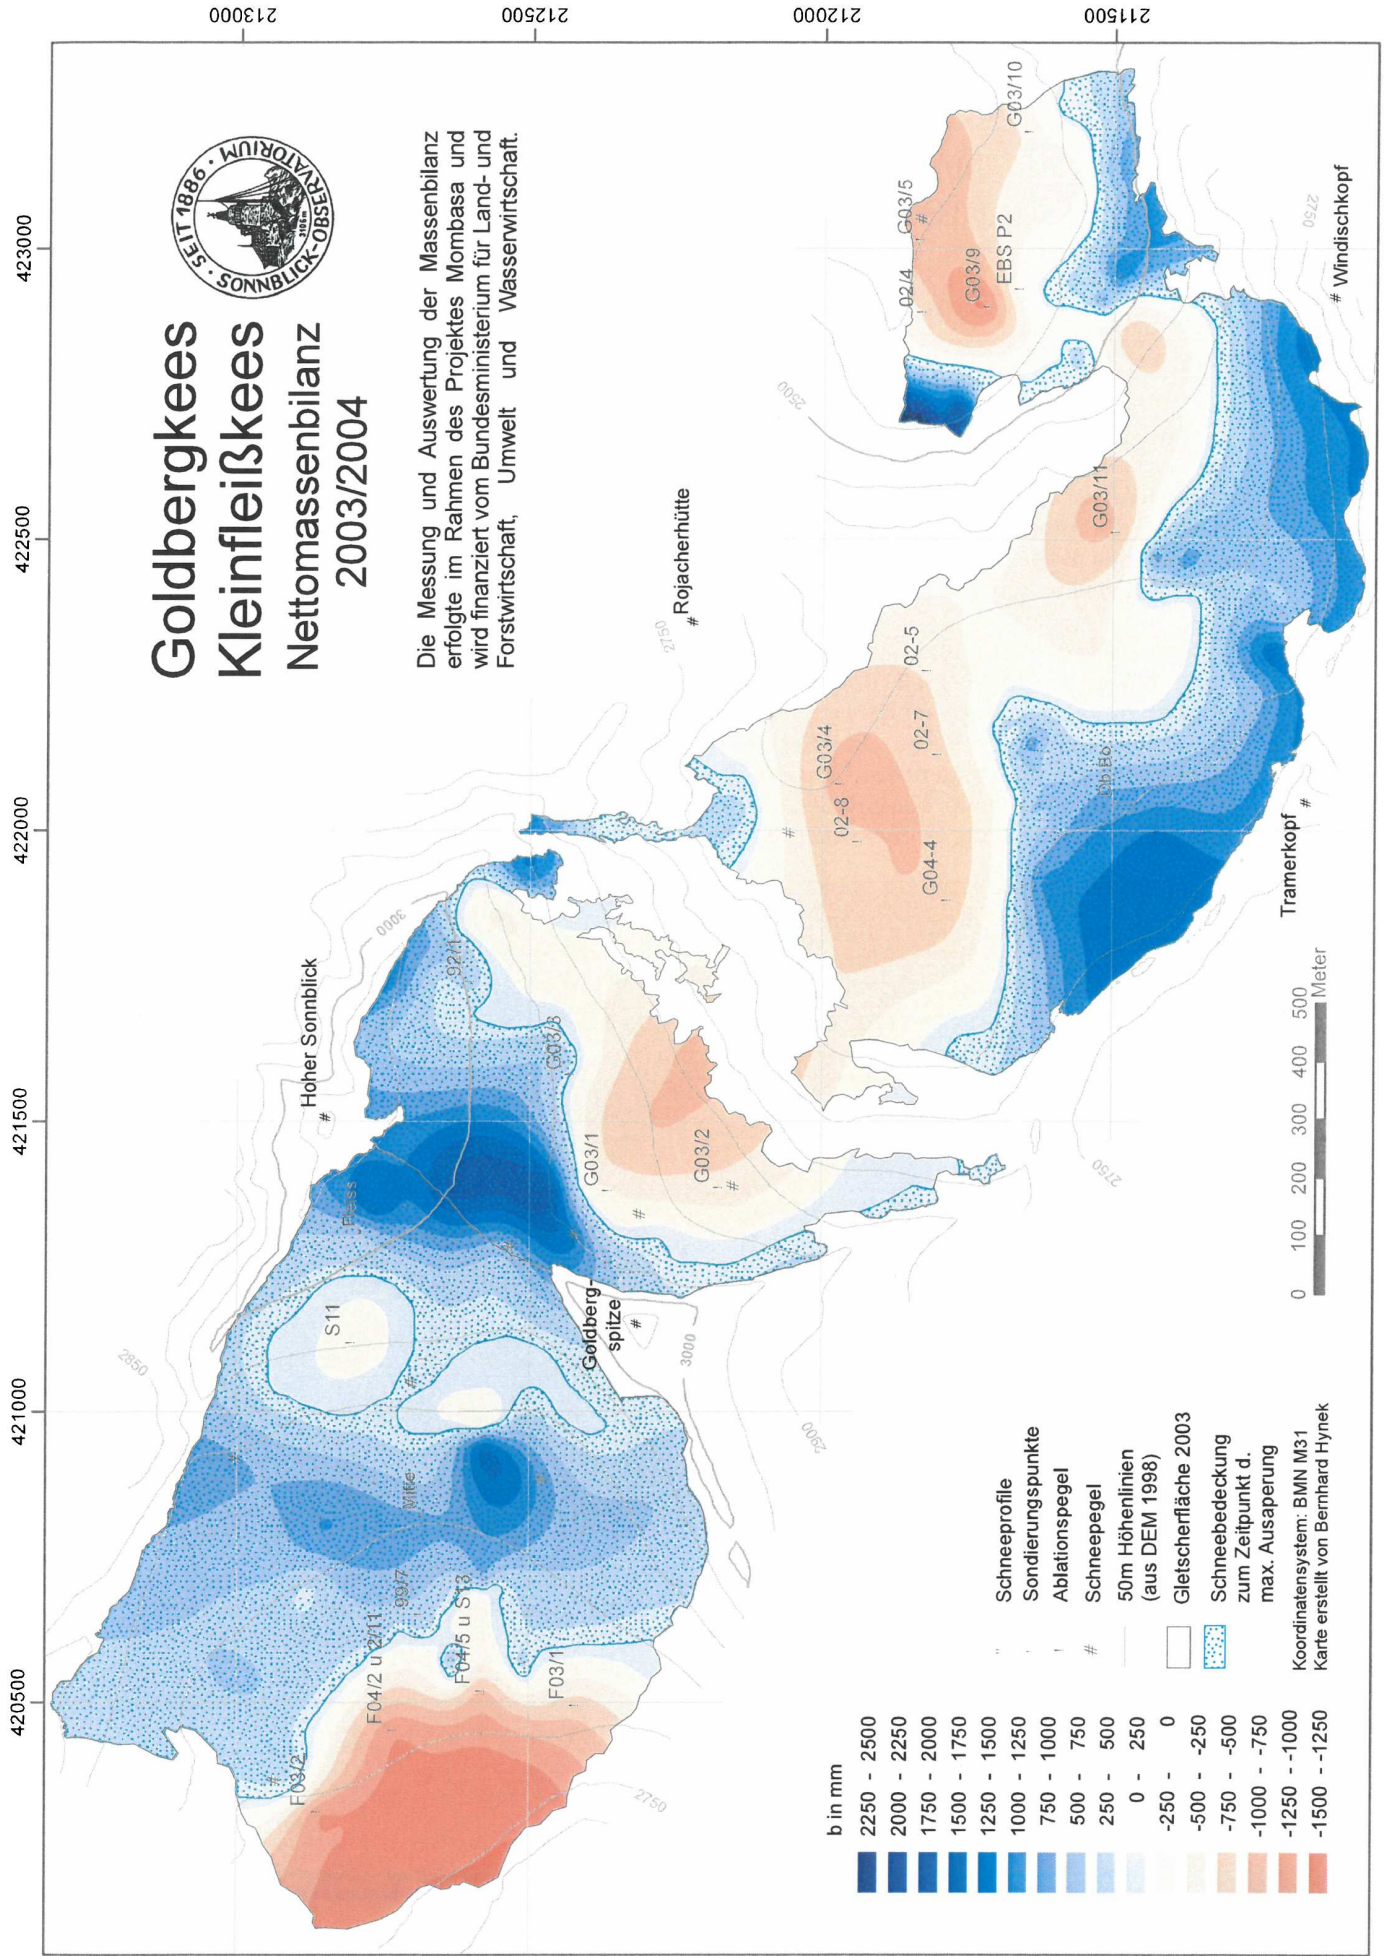 Goldbergkees
Kleinfleißkees
Nettomassenbilanz
2003/2004
· SEIT 1886 · SONNBLICK-OBSERVATORIUM
3106m
Die Messung und Auswertung der Massenbilanz
erfolgte im Rahmen des Projektes Mombasa und
wird finanziert vom Bundesministerium für Land- und
Forstwirtschaft, Umwelt und Wasserwirtschaft.
420500
421000
421500
422000
422500
423000
213000
212500
212000
211500
Hoher Sonnblick
#
Rojacherhütte
#
Goldberg-
spitze
#
Tramerkopf
#
# Windischkopf
2850
3000
3000
2900
2750
2750
2750
2750
2500
F03/2
F04/2 u 2/11
99/7
F04/5 u S13
F03/1
Mitte
S11
Fleiss
92/1
G03/3
G03/1
G03/2
02-8
G03/4
G04-4
02-7
02-5
Ob Bo
G03/11
02/4
G03/5
G03/9
EBS P2
G03/10
b in mm
2250 - 2500
2000 - 2250
1750 - 2000
1500 - 1750
1250 - 1500
1000 - 1250
750 - 1000
500 - 750
250 - 500
0 - 250
-250 - 0
-500 - -250
-750 - -500
-1000 - -750
-1250 - -1000
-1500 - -1250
Schneeprofile
Sondierungspunkte
Ablationspegel
# Schneepegel
50m Höhenlinien
(aus DEM 1998)
Gletscherfläche 2003
Schneebedeckung
zum Zeitpunkt d.
max. Ausaperung
Koordinatensystem: BMN M31
Karte erstellt von Bernhard Hynek
0 100 200 300 400 500
Meter